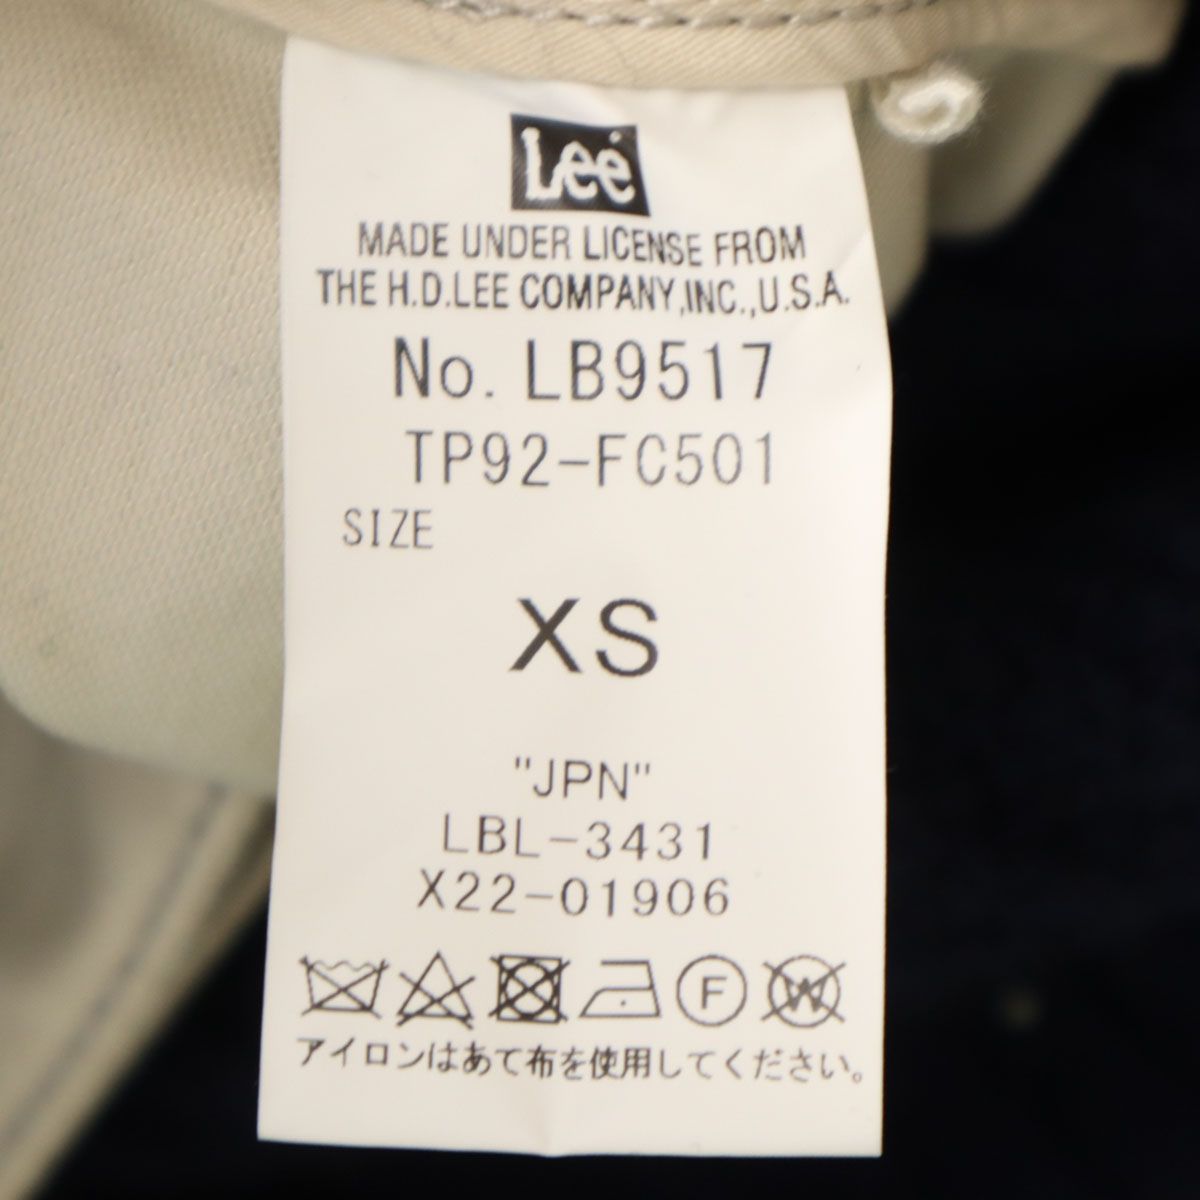 Lee
MADE UNDER LICENSE FROM
THE H.D.LEE COMPANY,INC.,U.S.A.
No. LB9517
TP92-FC501
SIZE
XS
"JPN"
LBL-3431
X22-01906
F W
アイロンはあて布を使用してください。